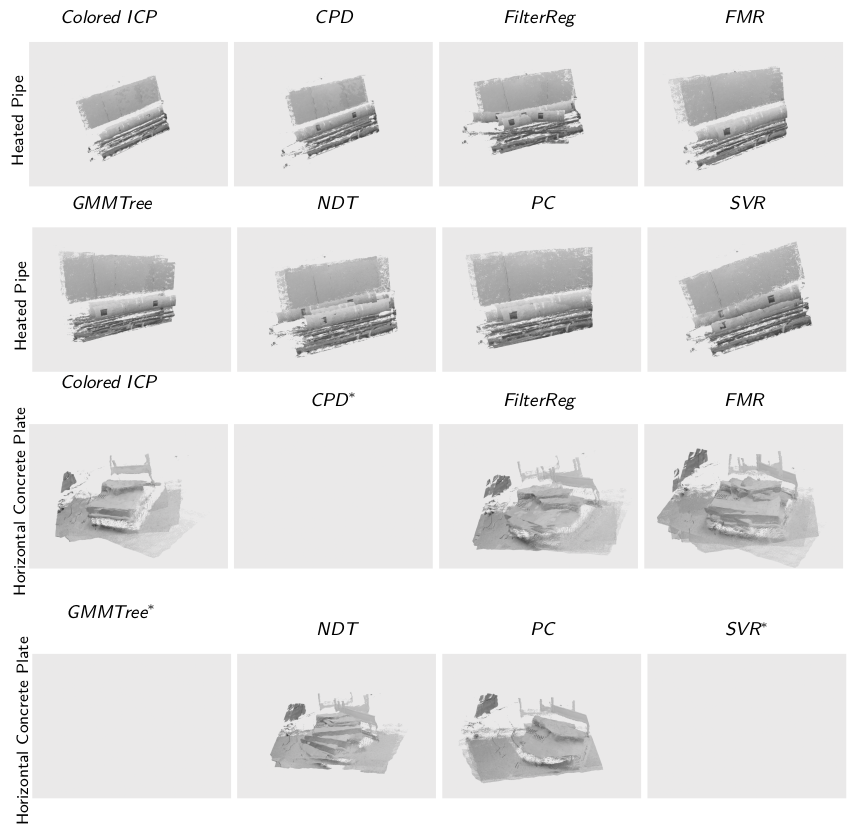 Colored ICP CPD FilterReg FMR
Heated Pipe
GMMTree NDT PC SVR
Heated Pipe
Colored ICP CPD* FilterReg FMR
Horizontal Concrete Plate
GMMTree* NDT PC SVR*
Horizontal Concrete Plate